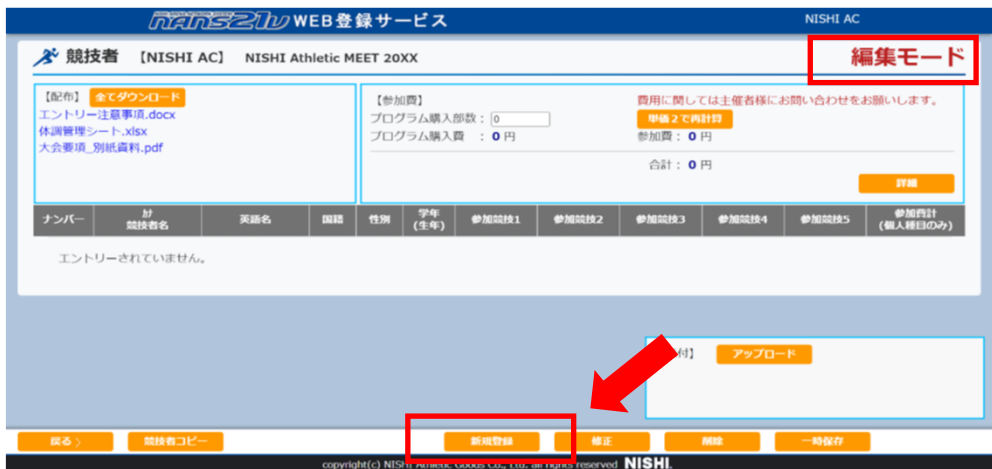 nans21v WEB登録サービス
NISHI AC
競技者 【NISHI AC】 NISHI Athletic MEET 20XX
編集モード
【配布】 全てダウンロード
エントリー注意事項.docx
体調管理シート.xlsx
大会要項_別紙資料.pdf
【参加費】
プログラム購入部数：0
プログラム購入費 ：0 円
費用に関しては主催者様にお問い合わせをお願いします。
単価2で再計算
参加費：0 円
合計：0 円
詳細
ナンバー 競技者名 英語名 国籍 性別 学年(生年) 参加競技1 参加競技2 参加競技3 参加競技4 参加競技5 参加費計(個人種目のみ)
エントリーされていません。
付】 アップロード
戻る〉 競技者コピー 新規登録 修正 削除 一時保存
copyright(c) NISHI Athletic Goods Co., Ltd. all rights reserved NISHI.